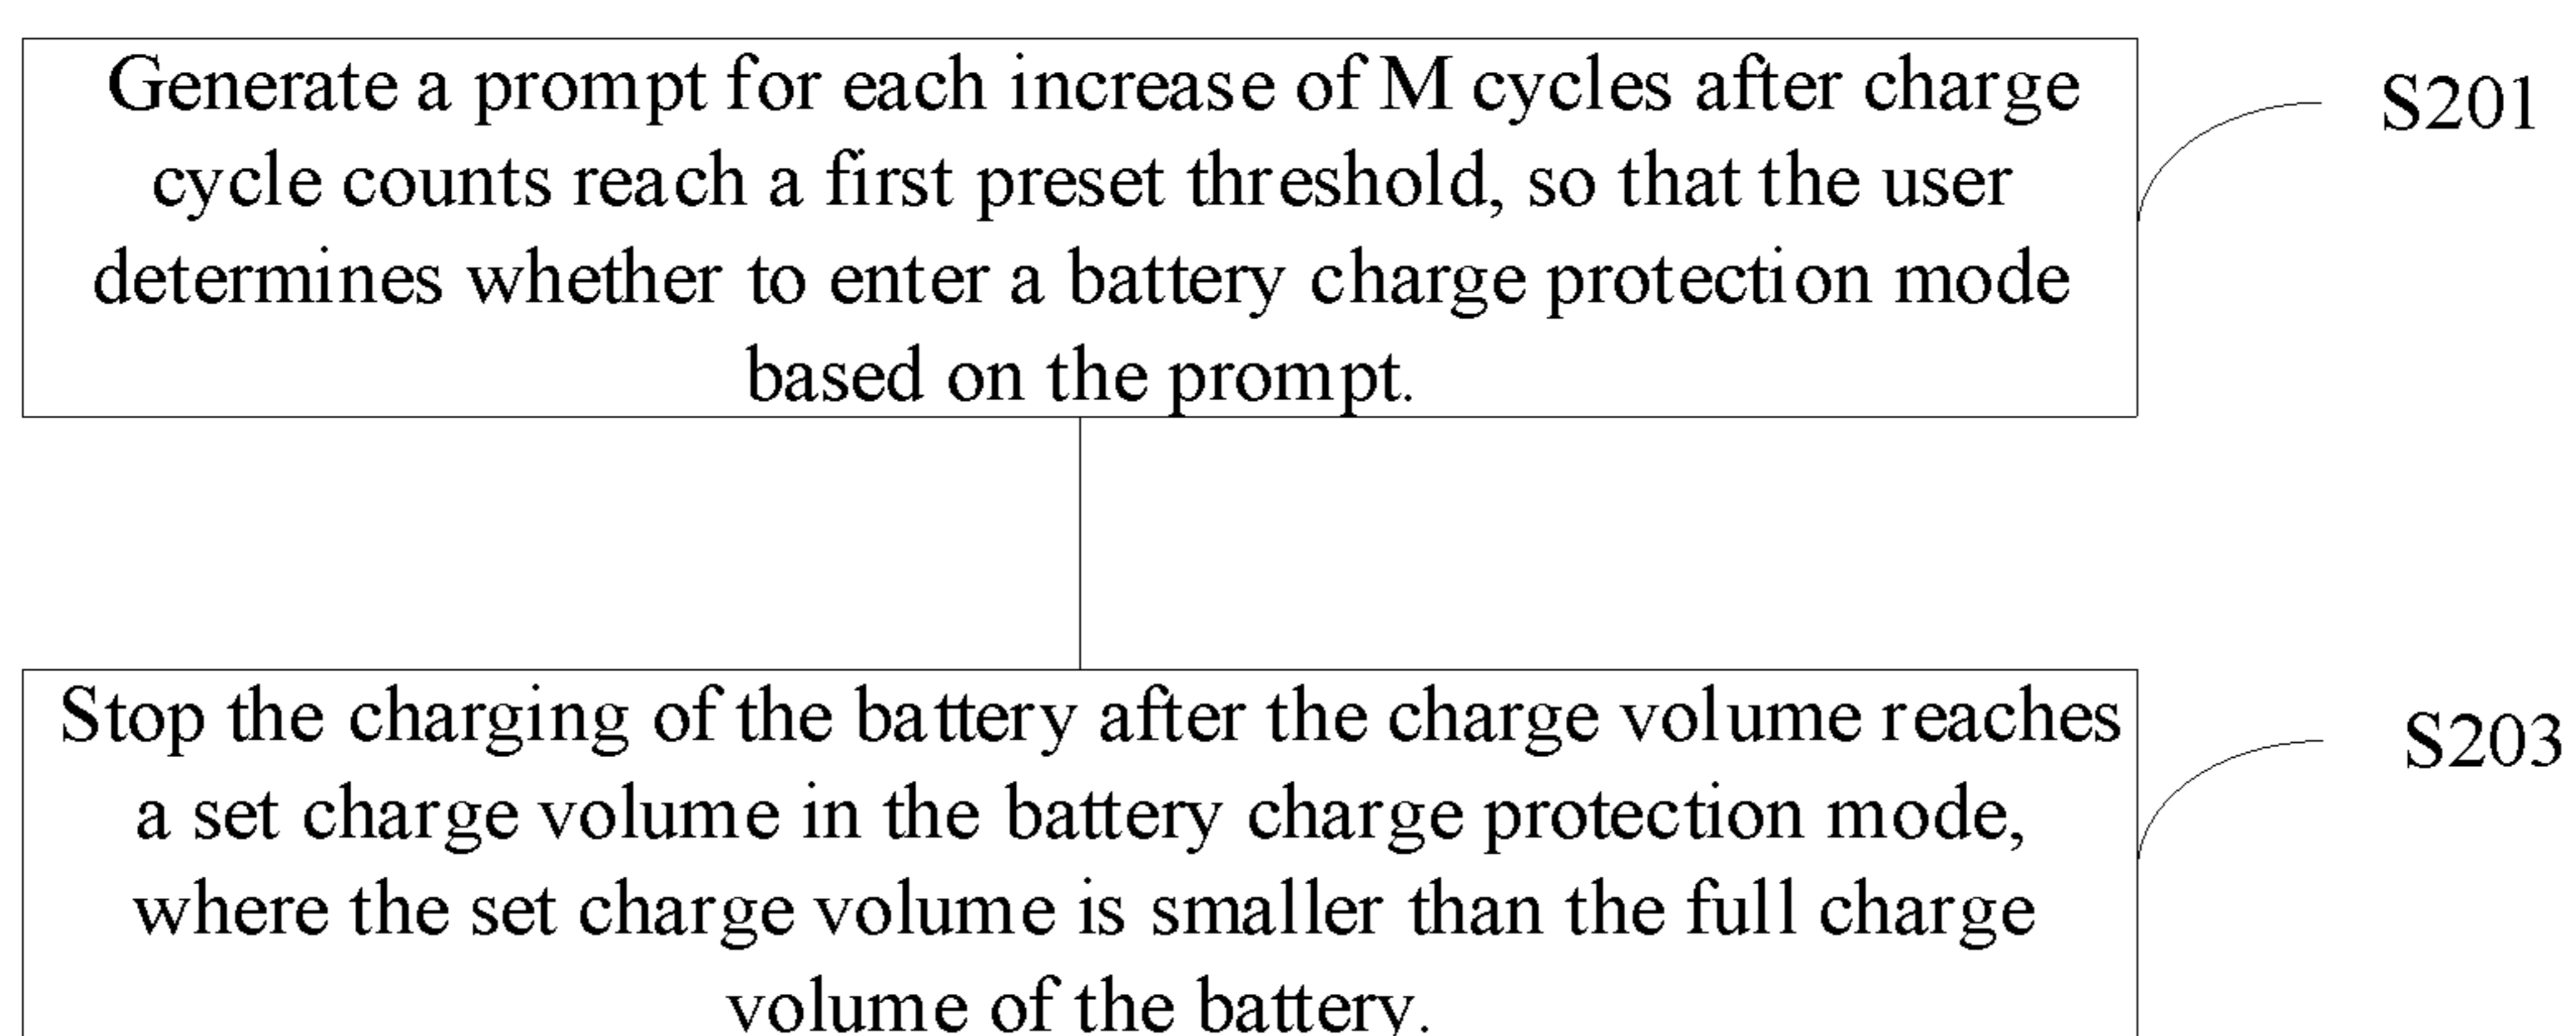 Generate a prompt for each increase of M cycles after charge
cycle counts reach a first preset threshold, so that the user
determines whether to enter a battery charge protection mode
based on the prompt.
S201
Stop the charging of the battery after the charge volume reaches
a set charge volume in the battery charge protection mode,
where the set charge volume is smaller than the full charge
volume of the battery.
S203